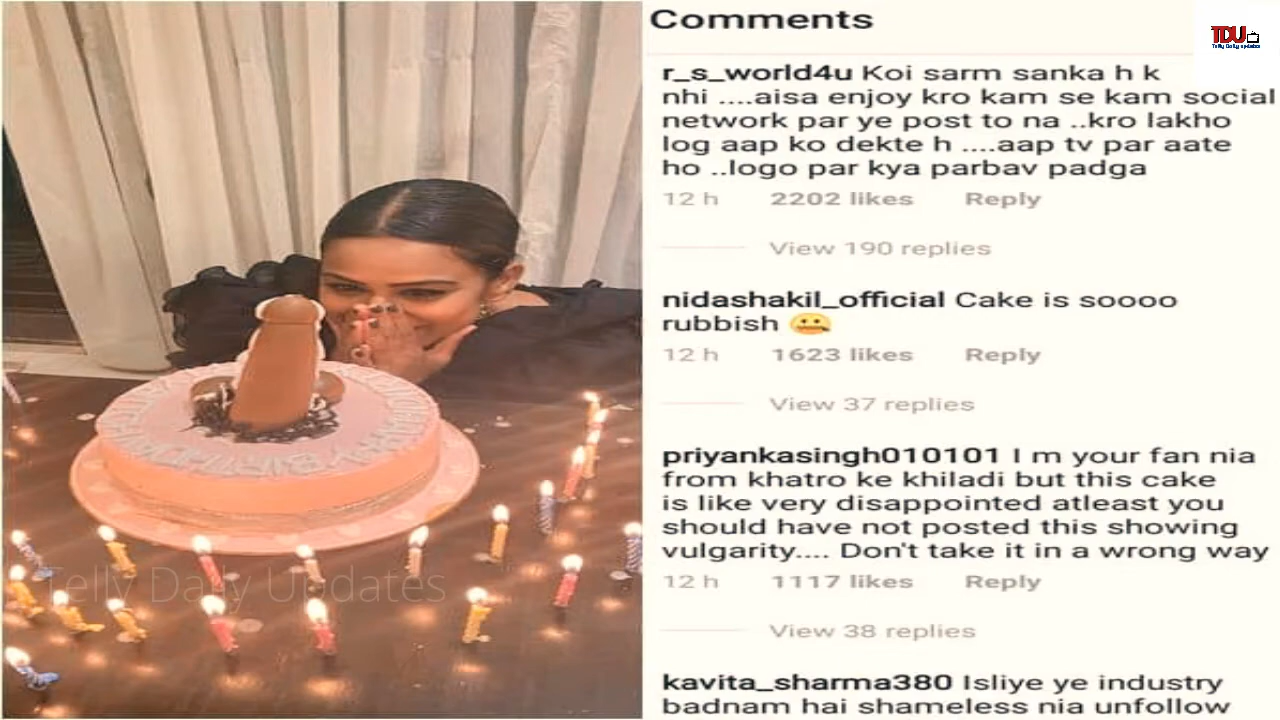 Comments
TDU
Telly Daily updates
r_s_world4u Koi sarm sanka h k
nhi ....aisa enjoy kro kam se kam social
network par ye post to na ..kro lakho
log aap ko dekte h ....aap tv par aate
ho ..logo par kya parbav padga
12 h 2202 likes Reply
View 190 replies
nidashakil_official Cake is soooo
rubbish 🤐
12 h 1623 likes Reply
View 37 replies
priyankasingh010101 I m your fan nia
from khatro ke khiladi but this cake
is like very disappointed atleast you
should have not posted this showing
vulgarity.... Don't take it in a wrong way
12 h 1117 likes Reply
View 38 replies
kavita_sharma380 Isliye ye industry
badnam hai shameless nia unfollow
Telly Daily Updates